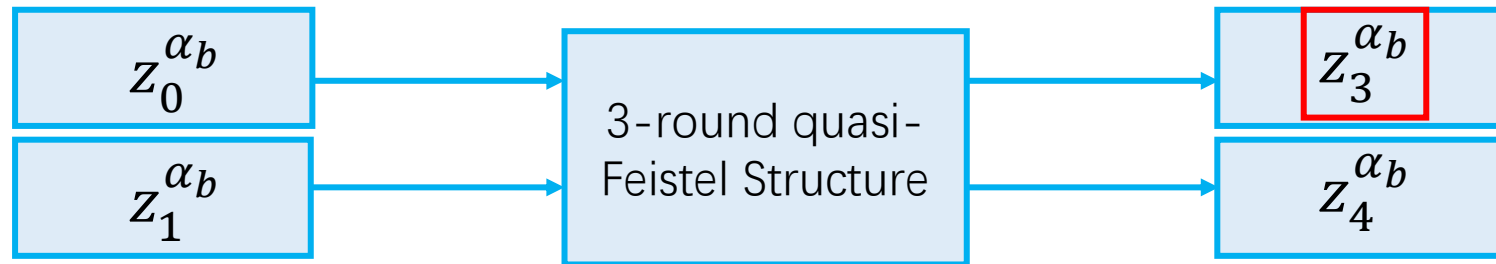 z_0^{α_b}
z_1^{α_b}
3-round quasi-
Feistel Structure
z_3^{α_b}
z_4^{α_b}